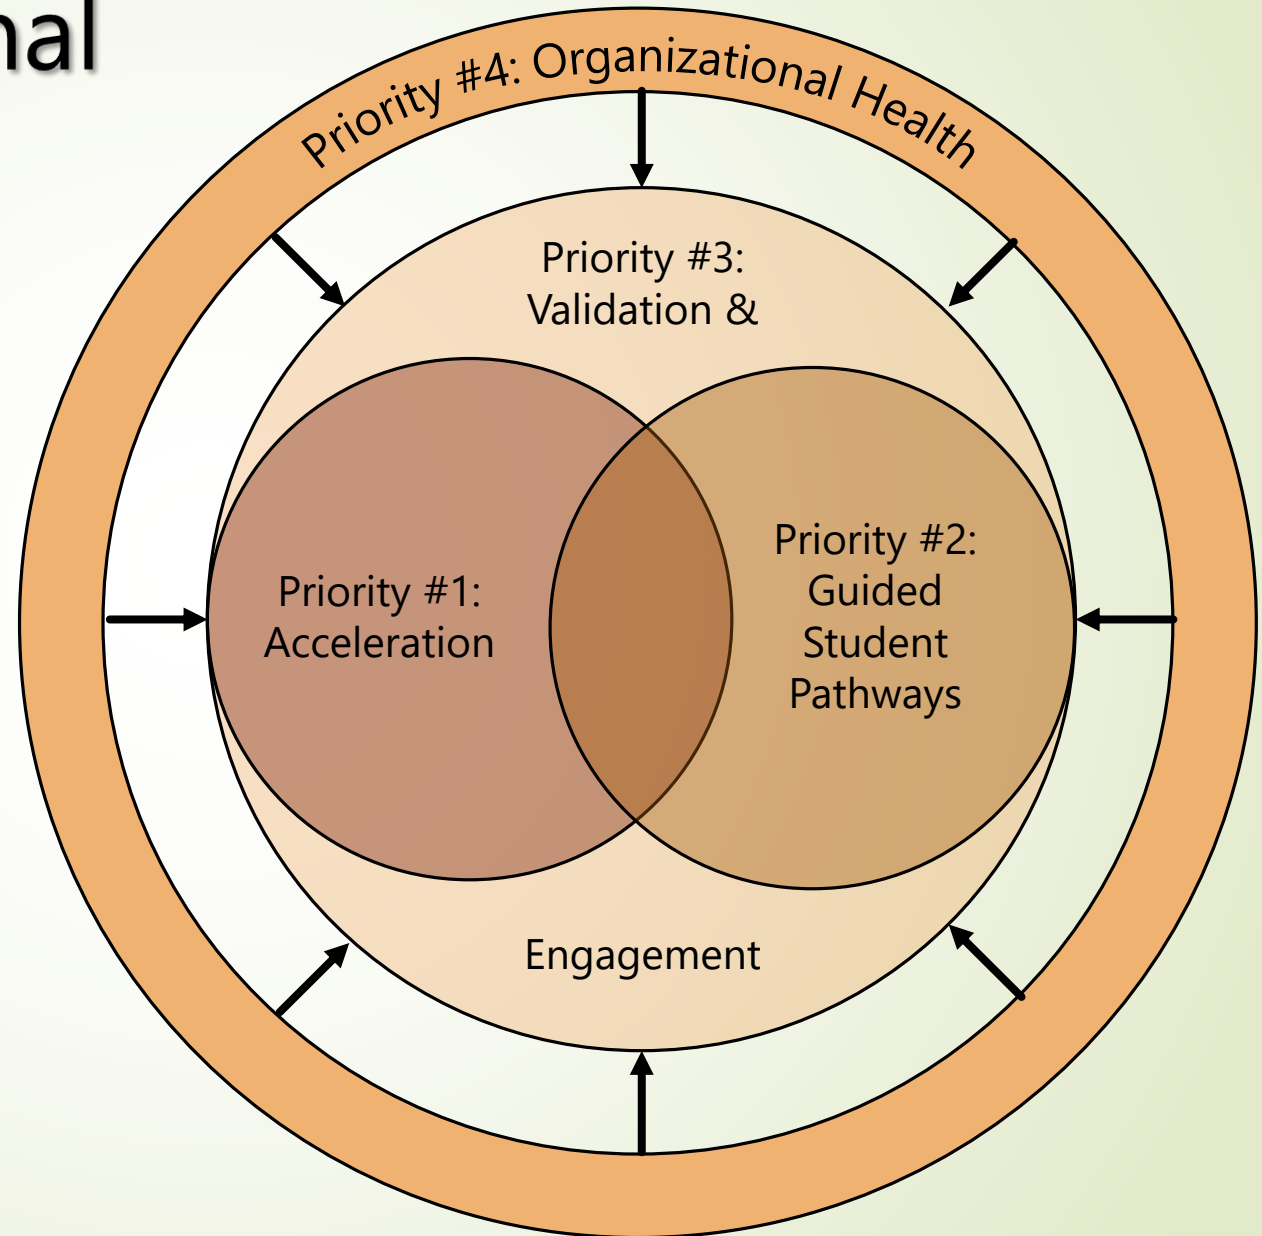 nal
Priority #4: Organizational Health
Priority #3:
Validation &
Priority #1:
Acceleration
Priority #2:
Guided
Student
Pathways
Engagement